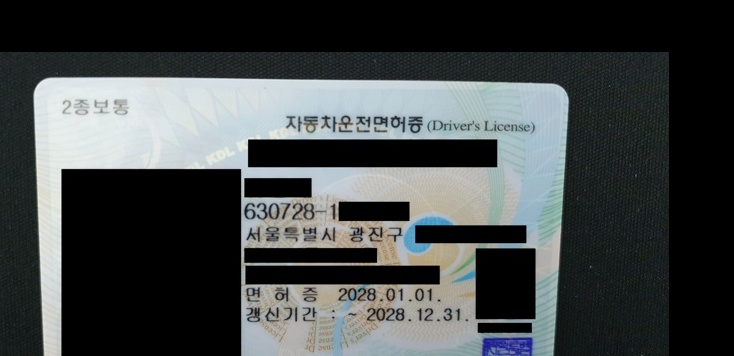 2종보통
자동차운전면허증 (Driver's License)
630728-1
서울특별시 광진구
면 허 증 2028.01.01.
갱신기간 : ~ 2028.12.31.